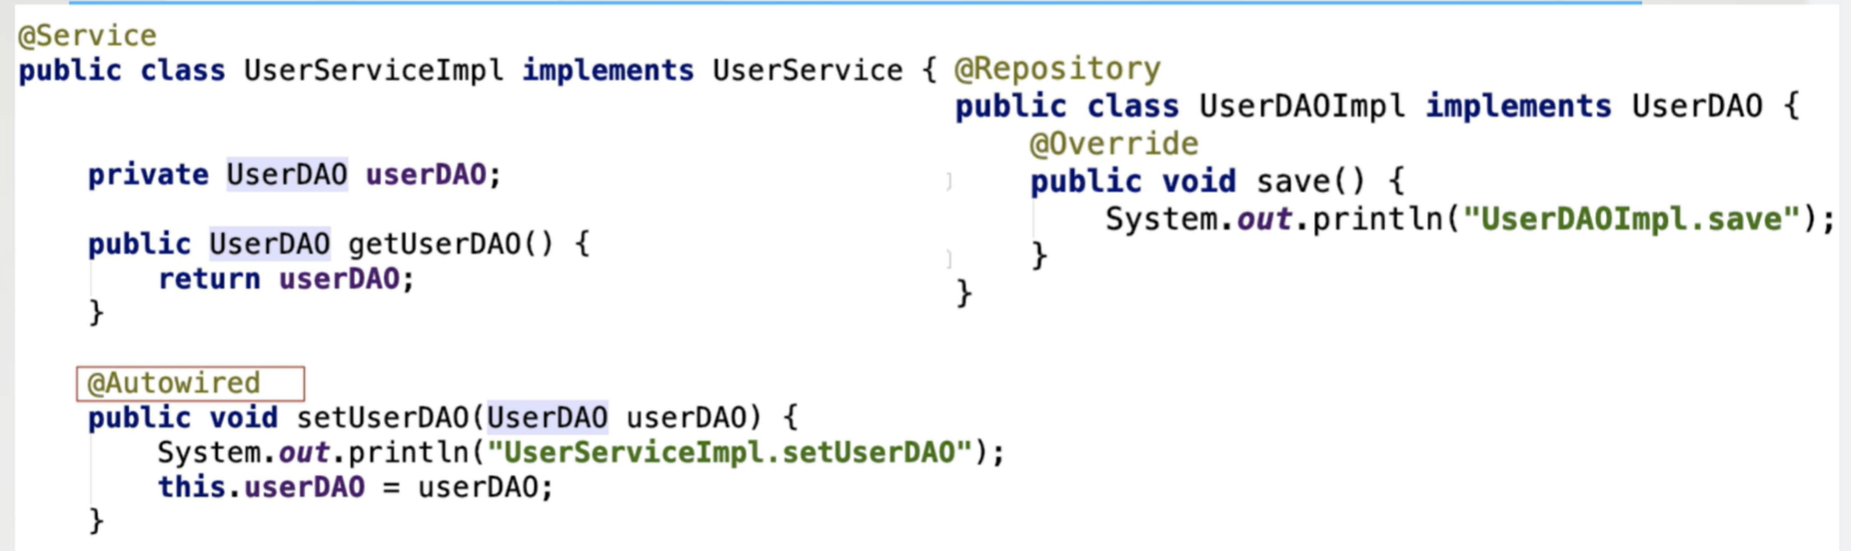 @Service
public class UserServiceImpl implements UserService {
private UserDAO userDAO;
public UserDAO getUserDAO() {
return userDAO;
}
@Autowired
public void setUserDAO(UserDAO userDAO) {
System.out.println("UserServiceImpl.setUserDAO");
this.userDAO = userDAO;
}
@Repository
public class UserDAOImpl implements UserDAO {
@Override
public void save() {
System.out.println("UserDAOImpl.save");
}
}